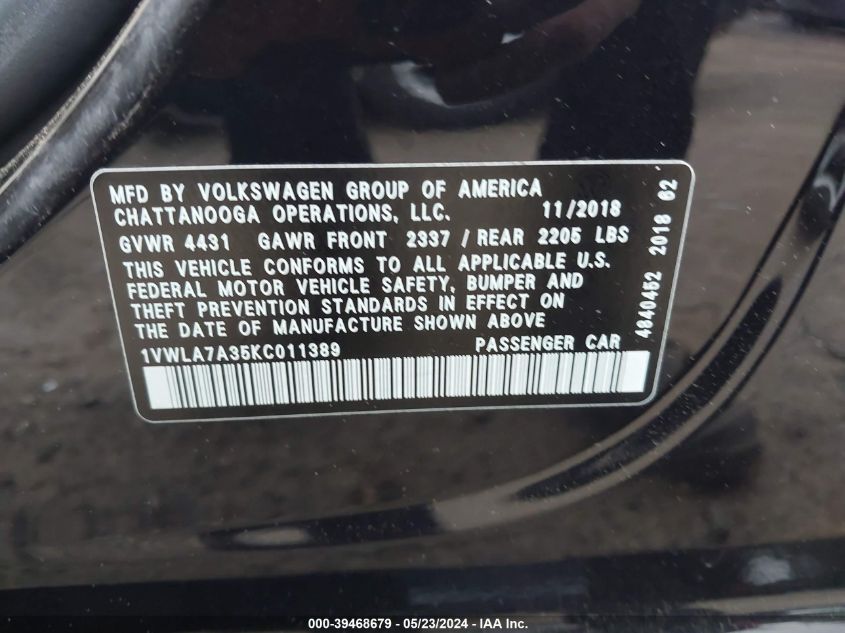 MFD BY VOLKSWAGEN GROUP OF AMERICA
CHATTANOOGA OPERATIONS, LLC. 11/2018
GVWR 4431 GAWR FRONT 2337 / REAR 2205 LBS
THIS VEHICLE CONFORMS TO ALL APPLICABLE U.S.
FEDERAL MOTOR VEHICLE SAFETY, BUMPER AND
THEFT PREVENTION STANDARDS IN EFFECT ON
THE DATE OF MANUFACTURE SHOWN ABOVE
1VWLA7A35KC011389 PASSENGER CAR
4840452 2018 62
000-39468679 / 05/23/2024 - IAA Inc.